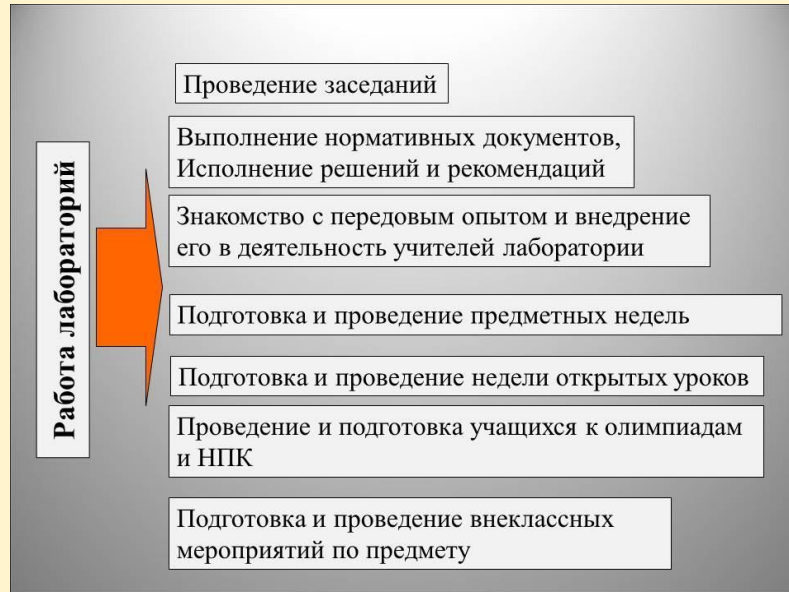 Работа лабораторий
Проведение заседаний
Выполнение нормативных документов,
Исполнение решений и рекомендаций
Знакомство с передовым опытом и внедрение
его в деятельность учителей лаборатории
Подготовка и проведение предметных недель
Подготовка и проведение недели открытых уроков
Проведение и подготовка учащихся к олимпиадам
и НПК
Подготовка и проведение внеклассных
мероприятий по предмету